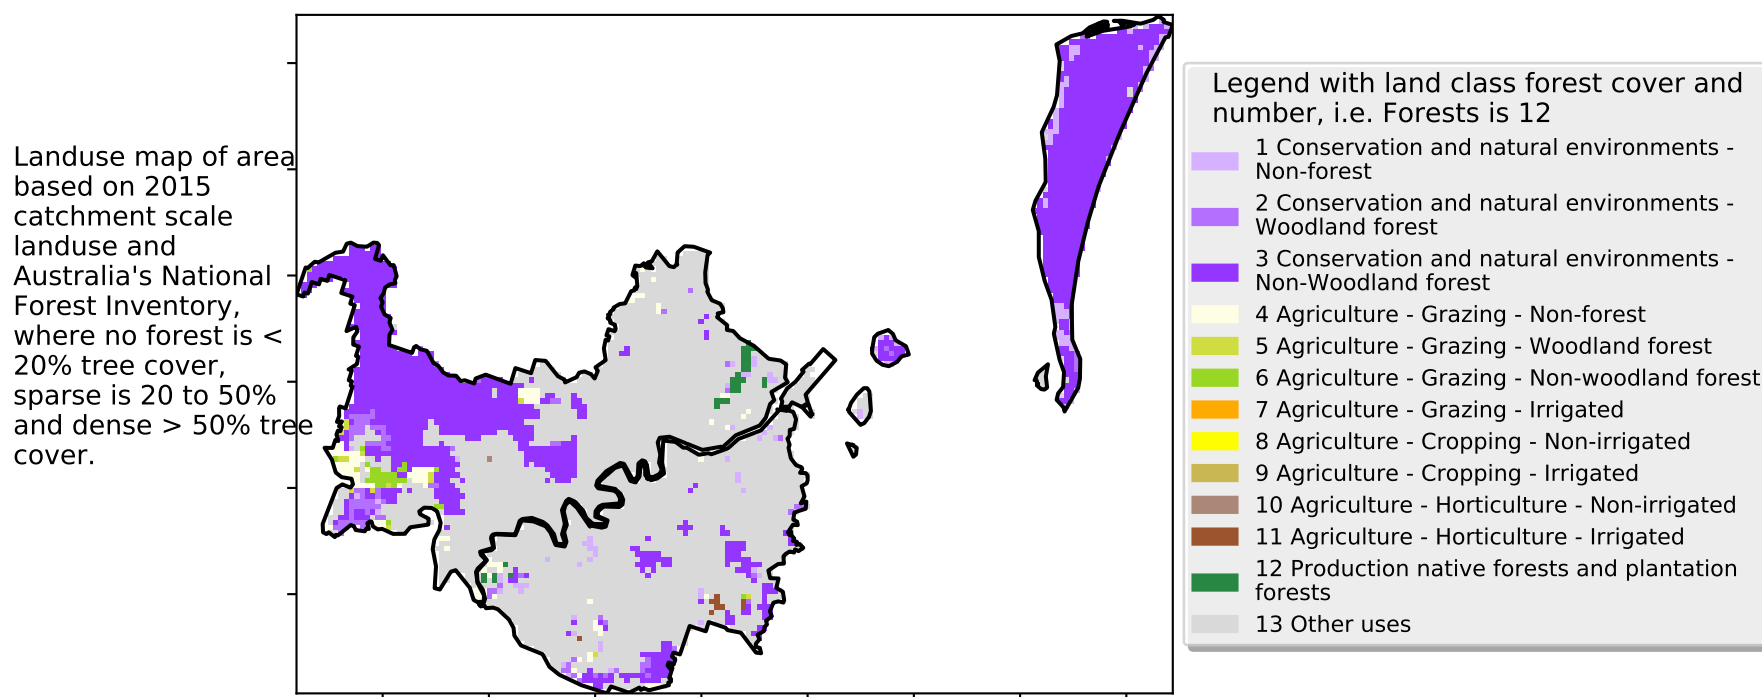 Landuse map of area
based on 2015
catchment scale
landuse and
Australia's National
Forest Inventory,
where no forest is <
20% tree cover,
sparse is 20 to 50%
and dense > 50% tree
cover.
Legend with land class forest cover and
number, i.e. Forests is 12
1 Conservation and natural environments -
Non-forest
2 Conservation and natural environments -
Woodland forest
3 Conservation and natural environments -
Non-Woodland forest
4 Agriculture - Grazing - Non-forest
5 Agriculture - Grazing - Woodland forest
6 Agriculture - Grazing - Non-woodland forest
7 Agriculture - Grazing - Irrigated
8 Agriculture - Cropping - Non-irrigated
9 Agriculture - Cropping - Irrigated
10 Agriculture - Horticulture - Non-irrigated
11 Agriculture - Horticulture - Irrigated
12 Production native forests and plantation
forests
13 Other uses